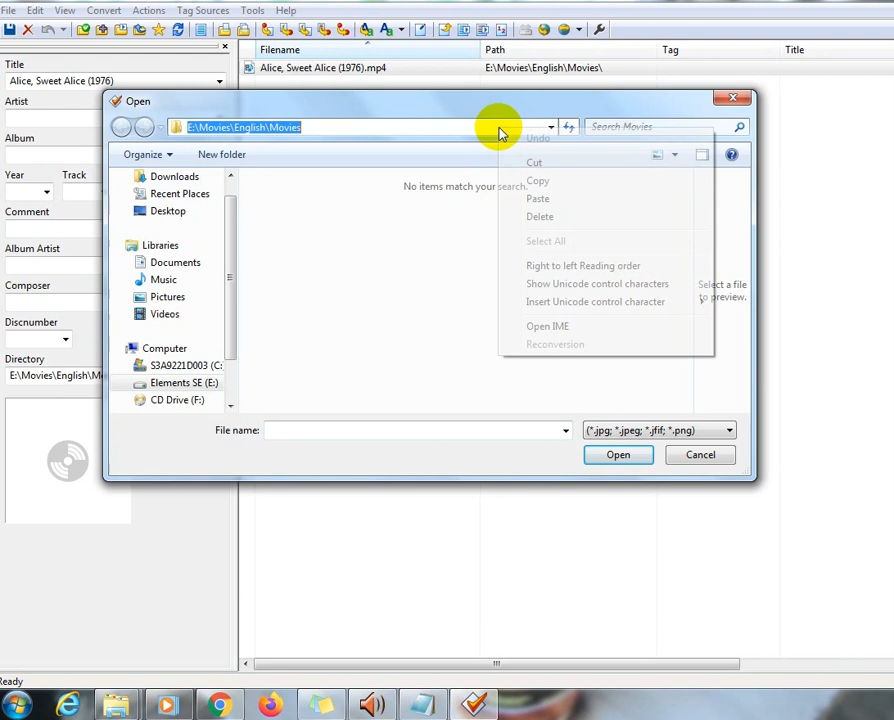 File Edit View Convert Actions Tag Sources Tools Help
Filename Path Tag Title
Alice, Sweet Alice (1976).mp4 E:\Movies\English\Movies\
Title
Alice, Sweet Alice (1976)
Artist
Album
Year Track
Comment
Album Artist
Composer
Discnumber
Directory
E:\Movies\English\M
Open
E:\Movies\English\Movies
Search Movies
Organize New folder
No items match your search.
Downloads
Recent Places
Desktop
Libraries
Documents
Music
Pictures
Videos
Computer
S3A9221D003 (C:
Elements SE (E:)
CD Drive (F:)
Undo
Cut
Copy
Paste
Delete
Select All
Right to left Reading order
Show Unicode control characters
Insert Unicode control character
Open IME
Reconversion
Select a file
to preview.
File name:
(*.jpg; *.jpeg; *.jfif; *.png)
Open Cancel
Ready